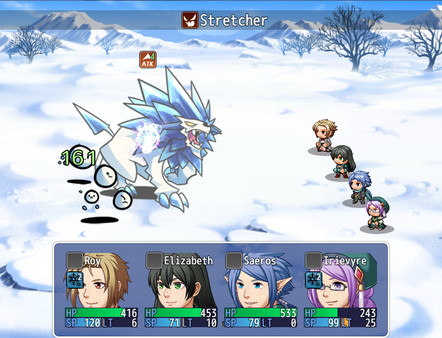 Stretcher
ATK
161
Roy
Elizabeth
Saeros
Irievyre
HP 416
HP 453
HP 533
HP 243
SP 120 LT 6
SP 71 LT 10
SP 79 LT 0
SP 99 LT 25